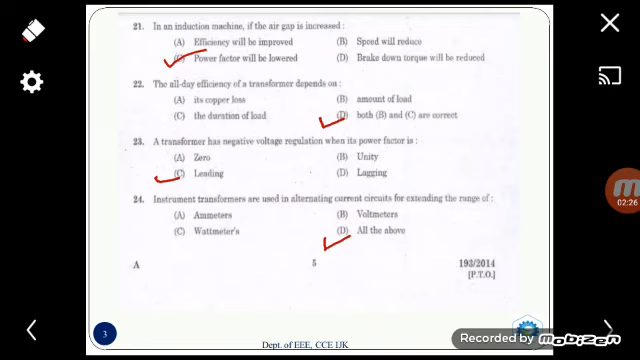 21. In an induction machine, if the air gap is increased :
(A) Efficiency will be improved (B) Speed will reduce
Power factor will be lowered (D) Brake down torque will be reduced
22. The all-day efficiency of a transformer depends on :
(A) its copper loss (B) amount of load
(C) the duration of load (D) both (B) and (C) are correct
23. A transformer has negative voltage regulation when its power factor is :
(A) Zero (B) Unity
(C) Leading (D) Lagging
24. Instrument transformers are used in alternating current circuits for extending the range of :
(A) Ammeters (B) Voltmeters
(C) Wattmeter's (D) All the above
A 5 193/2014
[P.T.O.]
3 Dept. of EEE, CCE IJK
02:26
RECORDED BY
mobizen